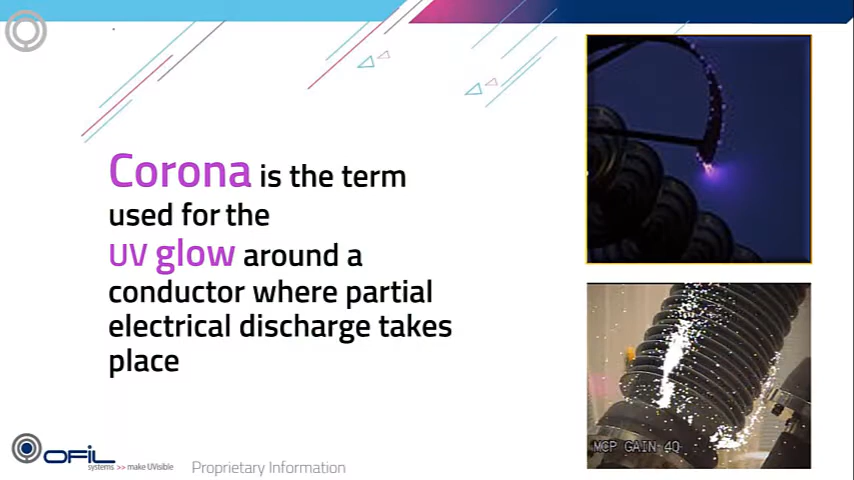 Corona is the term
used for the
UV glow around a
conductor where partial
electrical discharge takes
place
MCP GAIN 40
OFIL
systems >> make UVisible
Proprietary Information